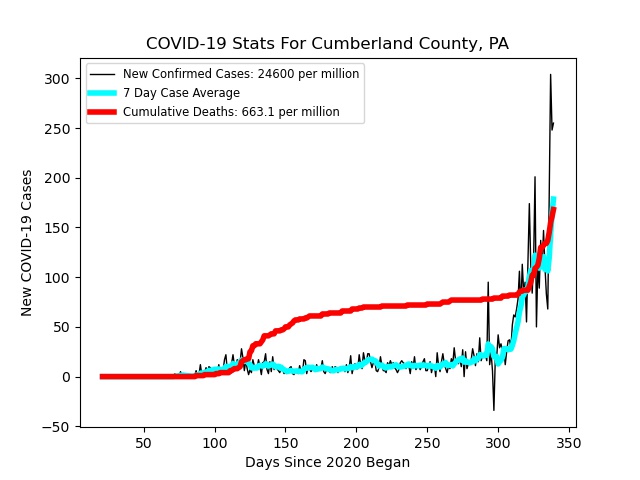 COVID-19 Stats For Cumberland County, PA
New Confirmed Cases: 24600 per million
7 Day Case Average
Cumulative Deaths: 663.1 per million
New COVID-19 Cases
300
250
200
150
100
50
0
−50
50
100
150
200
250
300
350
Days Since 2020 Began